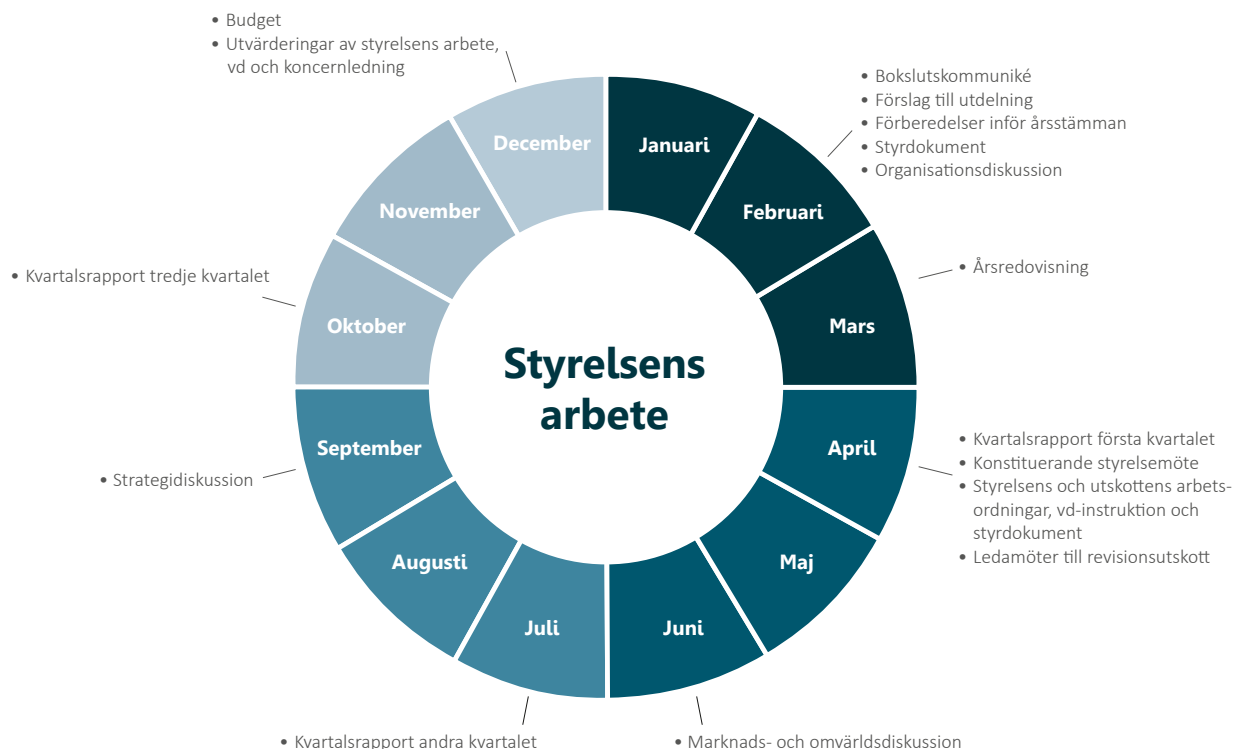 • Budget
• Utvärderingar av styrelsens arbete,
vd och koncernledning
• Bokslutskommuniké
• Förslag till utdelning
• Förberedelser inför årsstämman
• Styrdokument
• Organisationsdiskussion
December
Januari
November
Februari
• Kvartalsrapport tredje kvartalet
• Årsredovisning
Oktober
Mars
Styrelsens
arbete
September
April
• Strategidiskussion
• Kvartalsrapport första kvartalet
• Konstituerande styrelsemöte
• Styrelsens och utskottens arbets-
ordningar, vd-instruktion och
styrdokument
• Ledamöter till revisionsutskott
Augusti
Maj
Juli
Juni
• Kvartalsrapport andra kvartalet
• Marknads- och omvärldsdiskussion